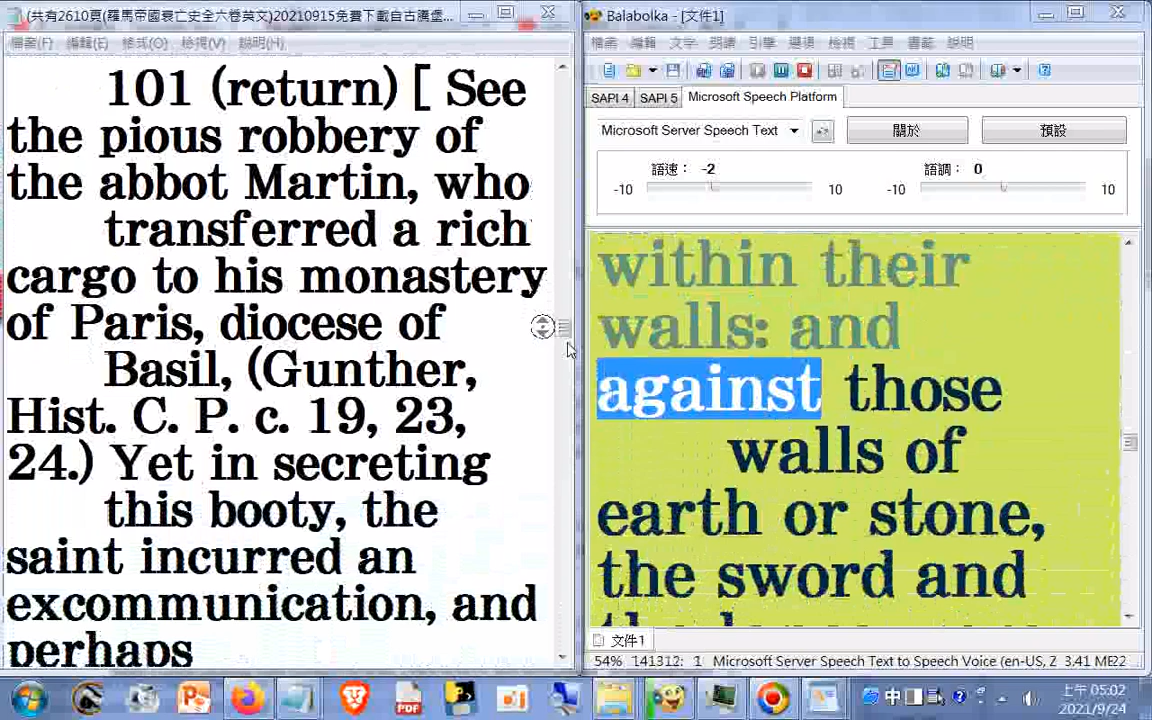 (共有2610頁(羅馬帝國衰亡史全六卷英文)20210915免費下載自古騰堡...
檔案(F) 編輯(E) 格式(O) 檢視(V) 說明(H)
101 (return) [ See
the pious robbery of
the abbot Martin, who
transferred a rich
cargo to his monastery
of Paris, diocese of
Basil, (Gunther,
Hist. C. P. c. 19, 23,
24.) Yet in secreting
this booty, the
saint incurred an
excommunication, and
perhaps
Balabolka - [文件1]
檔案 編輯 文字 朗讀 引擎 選項 檢視 工具 書籤 說明
SAPI 4 SAPI 5 Microsoft Speech Platform
Microsoft Server Speech Text 關於 預設
語速： -2 語調： 0
-10 10 -10 10
within their
walls: and
against those
walls of
earth or stone,
the sword and
文件1
54% 141312: 1 Microsoft Server Speech Text to Speech Voice (en-US, Z 3.41 ME22
中 上午 05:02
2021/9/24